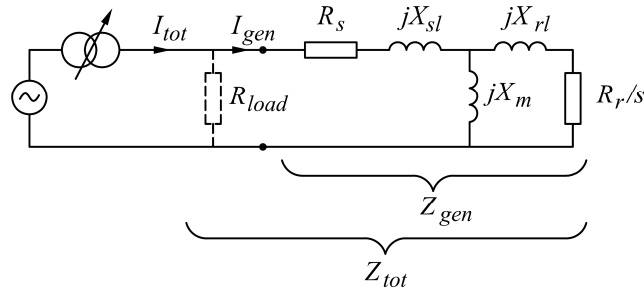 I_tot
I_gen
R_s
jX_sl
jX_rl
R_load
jX_m
R_r/s
Z_gen
Z_tot